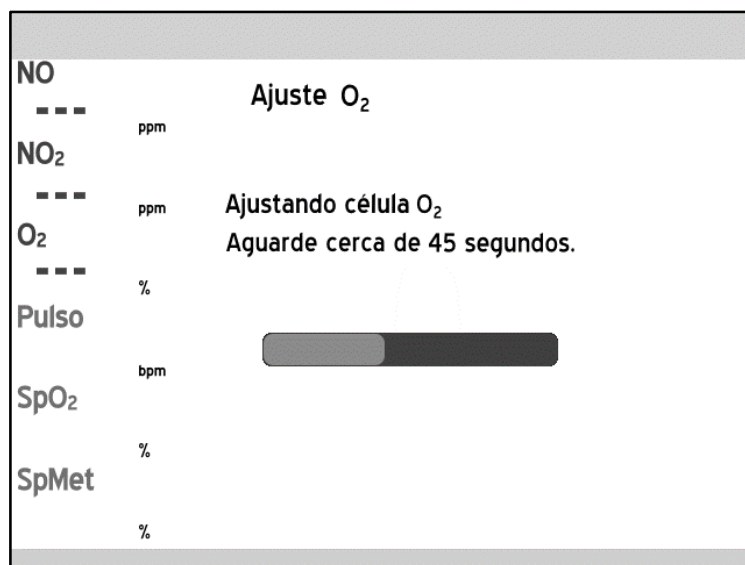 NO
---
ppm
NO₂
---
ppm
O₂
---
%
Pulso
bpm
SpO₂
%
SpMet
%
Ajuste O₂
Ajustando célula O₂
Aguarde cerca de 45 segundos.